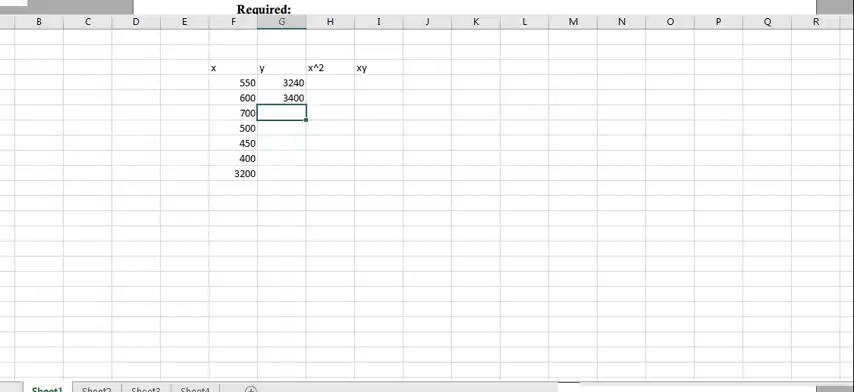 Required:
B C D E F G H I J K L M N O P Q R
x y x^2 xy
550 3240
600 3400
700
500
450
400
3200
Sheet1 Sheet2 Sheet3 Sheet4